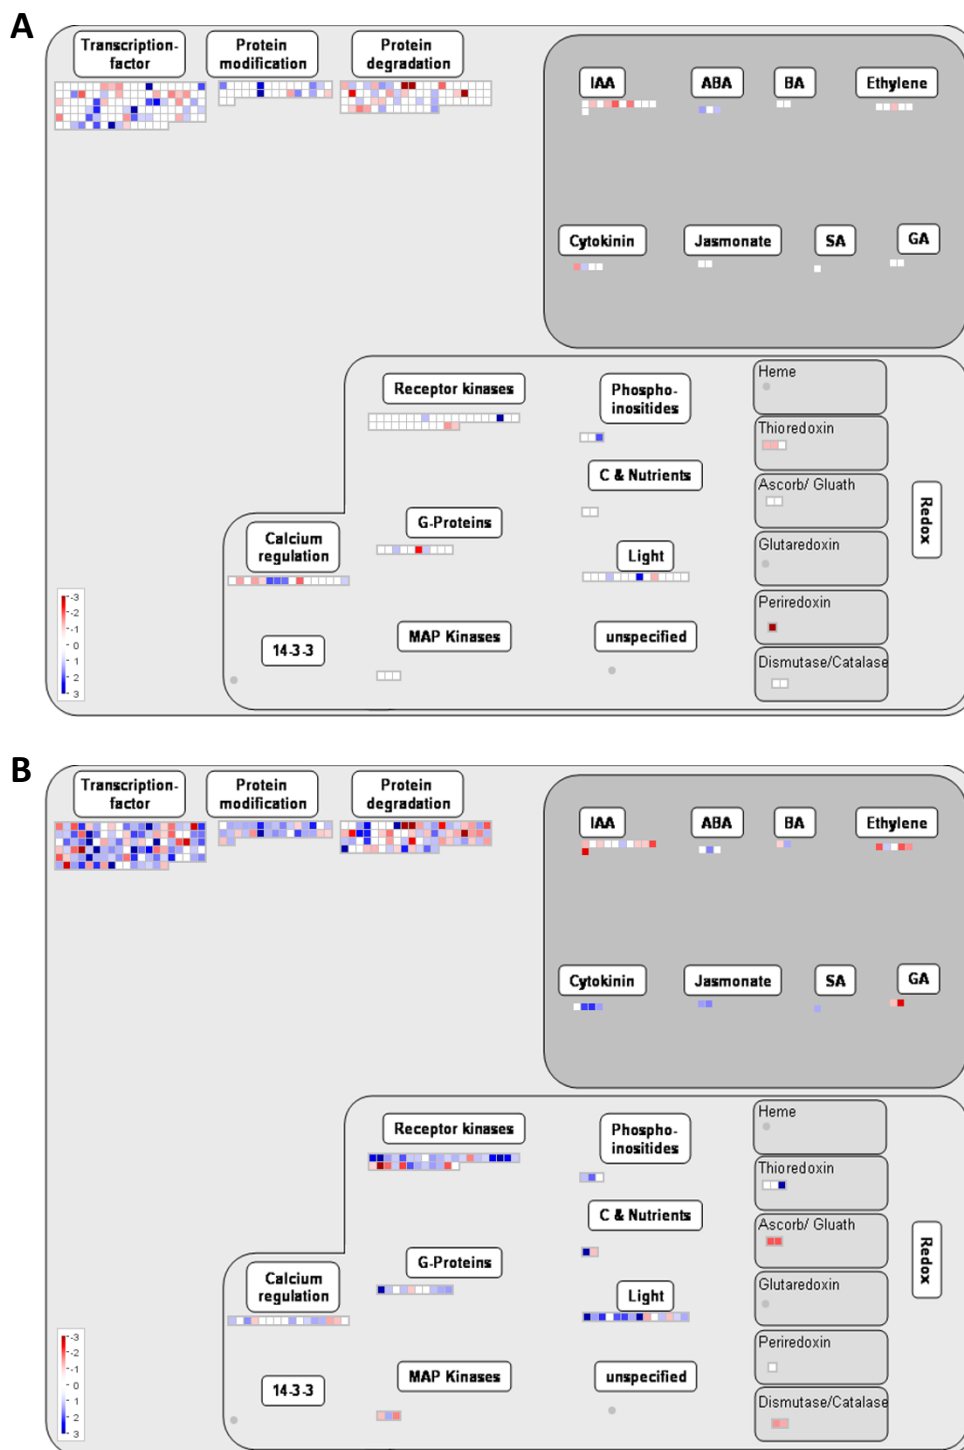 A
Transcription-
factor
Protein
modification
Protein
degradation
IAA
ABA
BA
Ethylene
Cytokinin
Jasmonate
SA
GA
Receptor kinases
Phospho-
inositides
C & Nutrients
G-Proteins
Calcium
regulation
Light
14-3-3
MAP Kinases
unspecified
Heme
Thioredoxin
Ascorb/ Gluath
Glutaredoxin
Periredoxin
Dismutase/Catalase
Redox
-3
-2
-1
0
1
2
3
B
Transcription-
factor
Protein
modification
Protein
degradation
IAA
ABA
BA
Ethylene
Cytokinin
Jasmonate
SA
GA
Receptor kinases
Phospho-
inositides
C & Nutrients
G-Proteins
Calcium
regulation
Light
14-3-3
MAP Kinases
unspecified
Heme
Thioredoxin
Ascorb/ Gluath
Glutaredoxin
Periredoxin
Dismutase/Catalase
Redox
-3
-2
-1
0
1
2
3